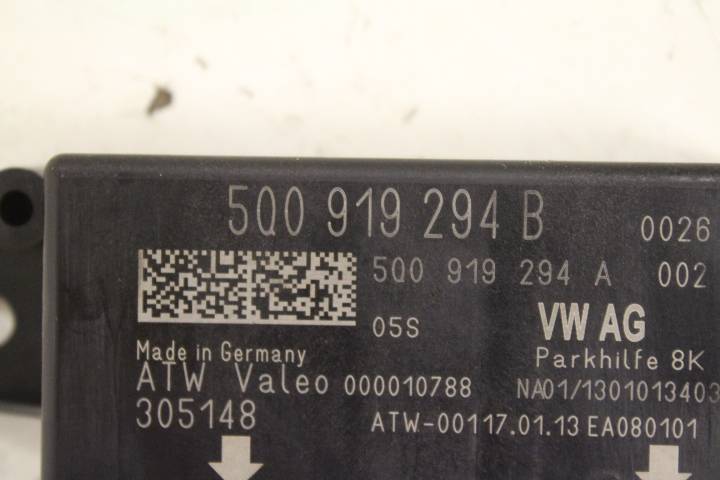 5Q0 919 294 B 0026
5Q0 919 294 A 002
05S VW AG
Made in Germany Parkhilfe 8K
ATW Valeo 000010788 NA01/1301013403
305148 ATW-00117.01.13 EA080101